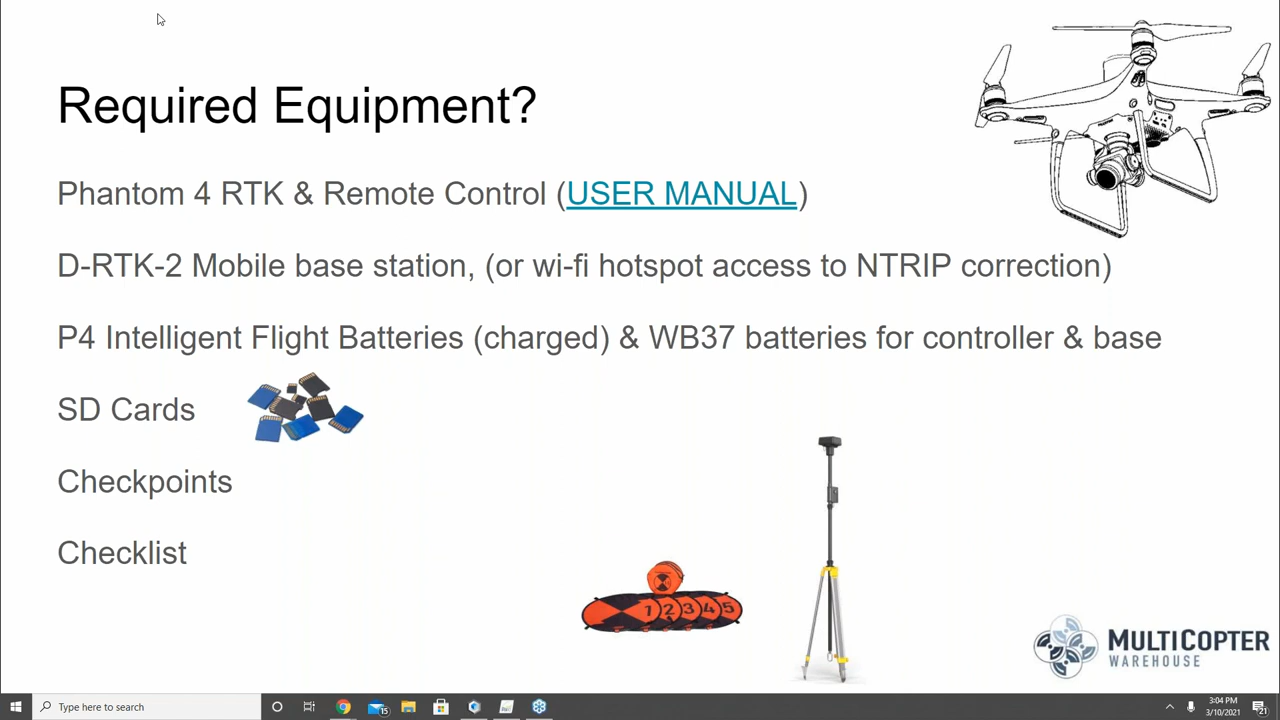 Required Equipment?
Phantom 4 RTK & Remote Control (USER MANUAL)
D-RTK-2 Mobile base station, (or wi-fi hotspot access to NTRIP correction)
P4 Intelligent Flight Batteries (charged) & WB37 batteries for controller & base
SD Cards
Checkpoints
Checklist
1 2 3 4 5
MULTICOPTER
WAREHOUSE
Type here to search
15
3:04 PM
3/10/2021
21